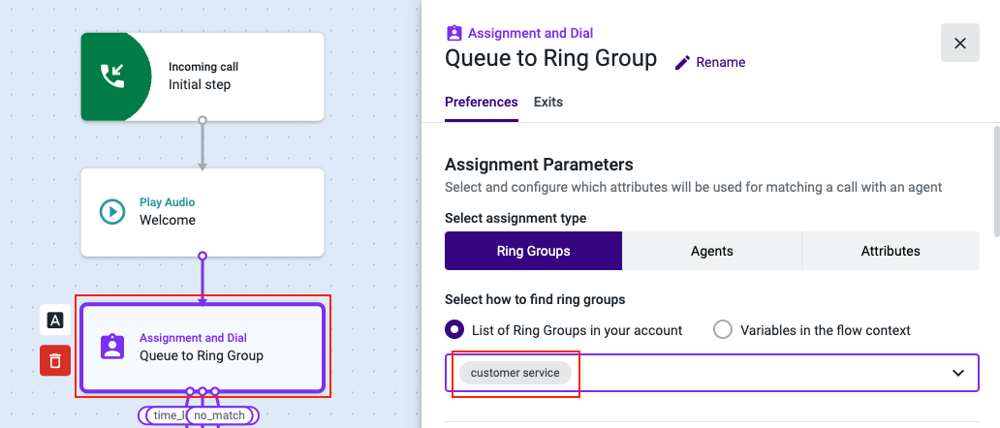 Incoming call
Initial step
Play Audio
Welcome
A
Assignment and Dial
Queue to Ring Group
no_match
Assignment and Dial
Queue to Ring Group
Rename
Preferences
Exits
Assignment Parameters
Select and configure which attributes will be used for matching a call with an agent
Select assignment type
Ring Groups
Agents
Attributes
Select how to find ring groups
List of Ring Groups in your account
Variables in the flow context
customer service